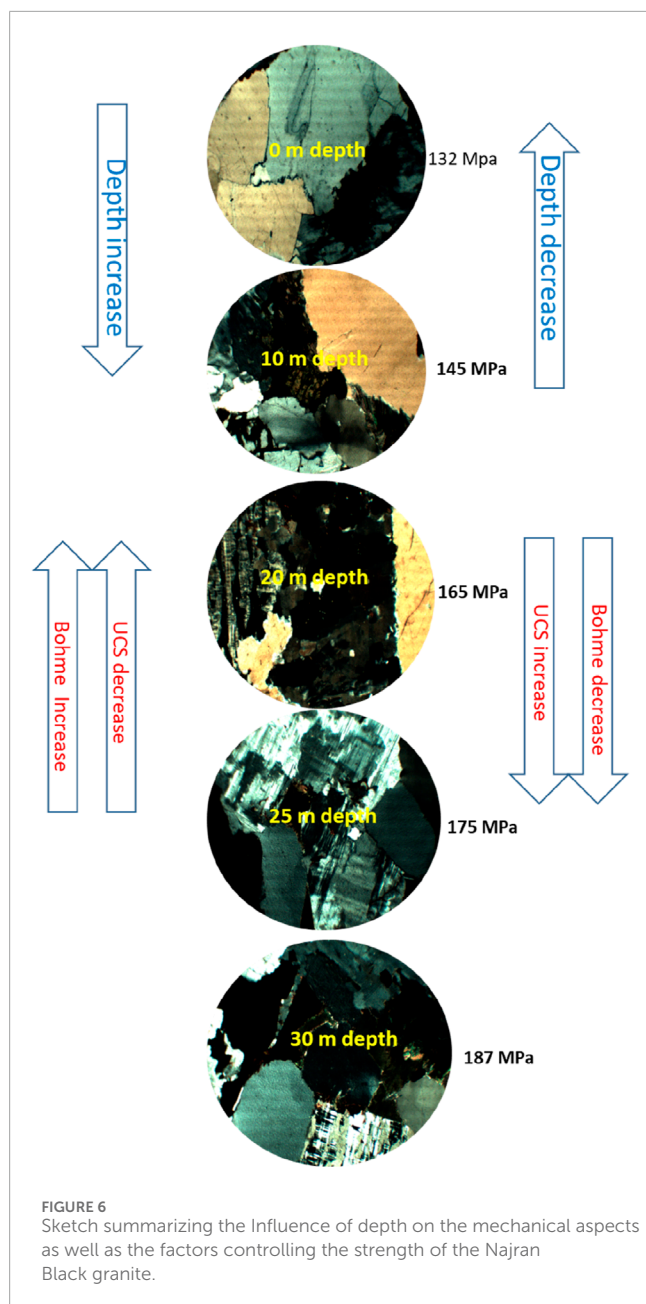 0 m depth
132 Mpa
Depth increase
Depth decrease
10 m depth
145 MPa
20 m depth
165 MPa
Bohme Increase
UCS decrease
UCS increase
Bohme decrease
25 m depth
175 MPa
30 m depth
187 MPa
FIGURE 6
Sketch summarizing the Influence of depth on the mechanical aspects
as well as the factors controlling the strength of the Najran
Black granite.